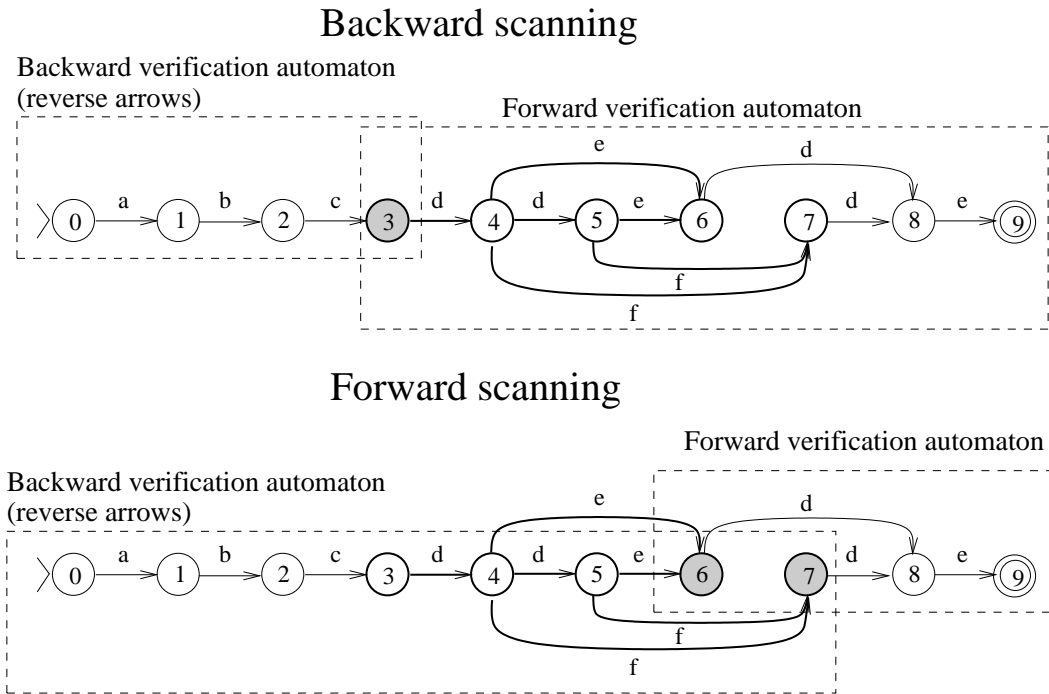 Backward scanning
Backward verification automaton
(reverse arrows)
Forward verification automaton
e
d
a
b
c
d
d
e
d
e
0
1
2
3
4
5
6
7
8
9
f
f
Forward scanning
Forward verification automaton
Backward verification automaton
(reverse arrows)
e
d
a
b
c
d
d
e
d
e
0
1
2
3
4
5
6
7
8
9
f
f